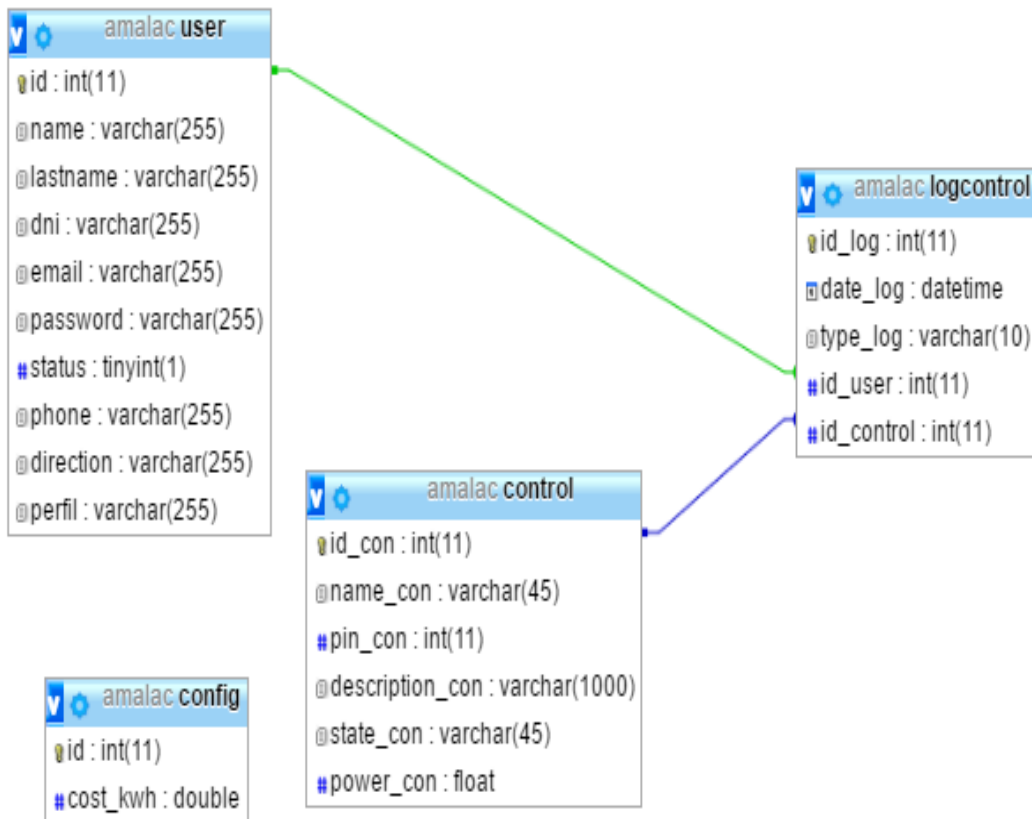 amalac user
id : int(11)
name : varchar(255)
lastname : varchar(255)
dni : varchar(255)
email : varchar(255)
password : varchar(255)
status : tinyint(1)
phone : varchar(255)
direction : varchar(255)
perfil : varchar(255)
amalac logcontrol
id_log : int(11)
date_log : datetime
type_log : varchar(10)
id_user : int(11)
id_control : int(11)
amalac control
id_con : int(11)
name_con : varchar(45)
pin_con : int(11)
description_con : varchar(1000)
state_con : varchar(45)
power_con : float
amalac config
id : int(11)
cost_kwh : double